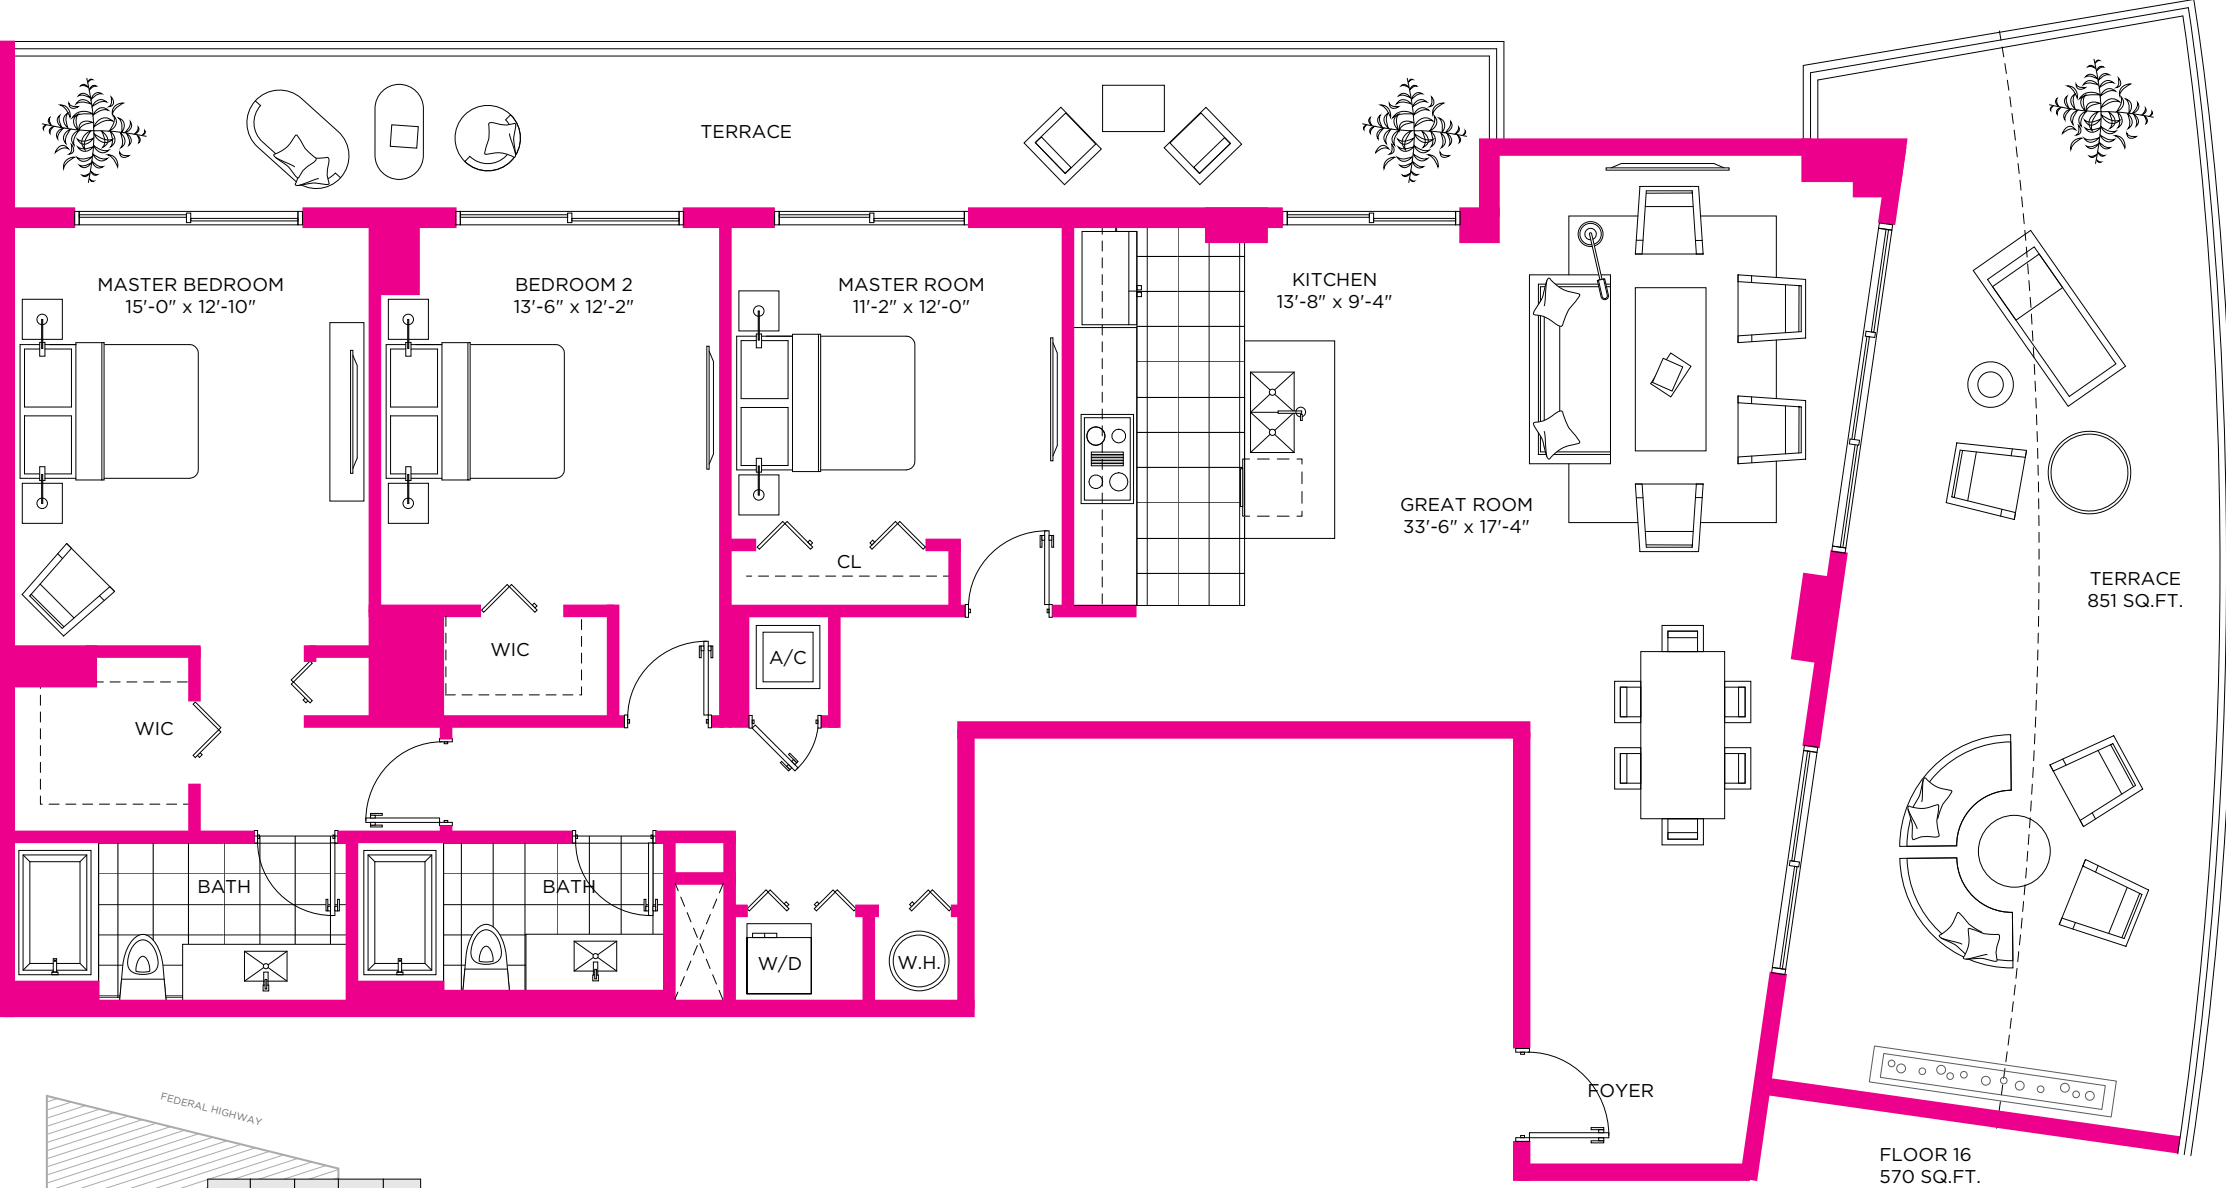 TERRACE
MASTER BEDROOM
15'-0" x 12'-10"
BEDROOM 2
13'-6" x 12'-2"
MASTER ROOM
11'-2" x 12'-0"
KITCHEN
13'-8" x 9'-4"
GREAT ROOM
33'-6" x 17'-4"
CL
TERRACE
851 SQ.FT.
WIC
A/C
WIC
BATH
BATH
W/D
W.H.
FOYER
FEDERAL HIGHWAY
FLOOR 16
570 SQ.FT.